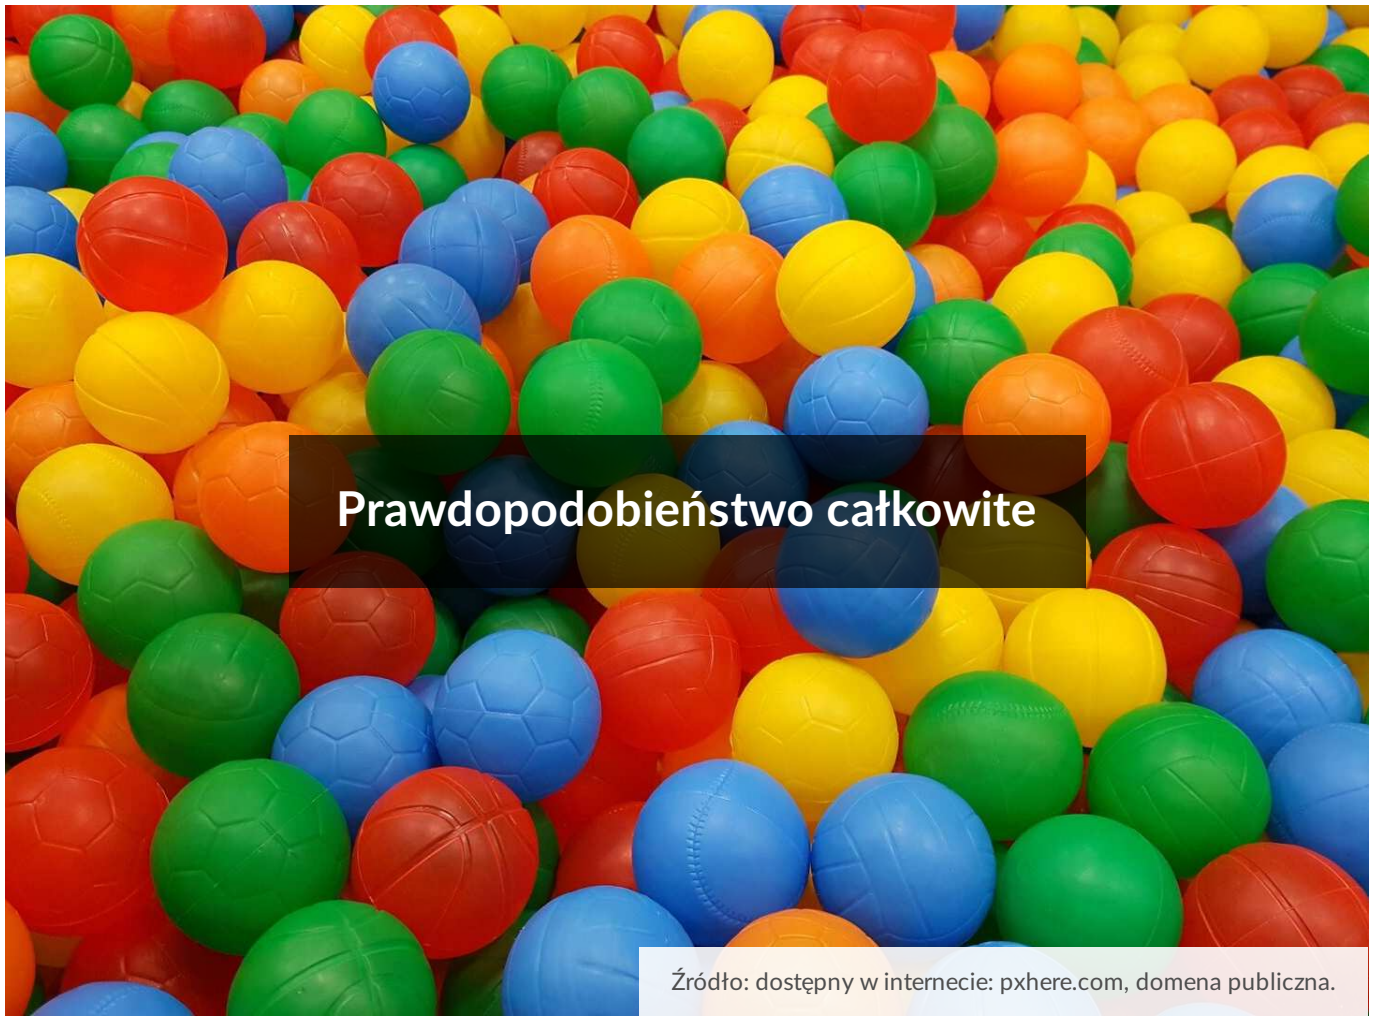 Prawdopodobieństwo całkowite
Źródło: dostępny w internecie: pxhere.com, domena publiczna.